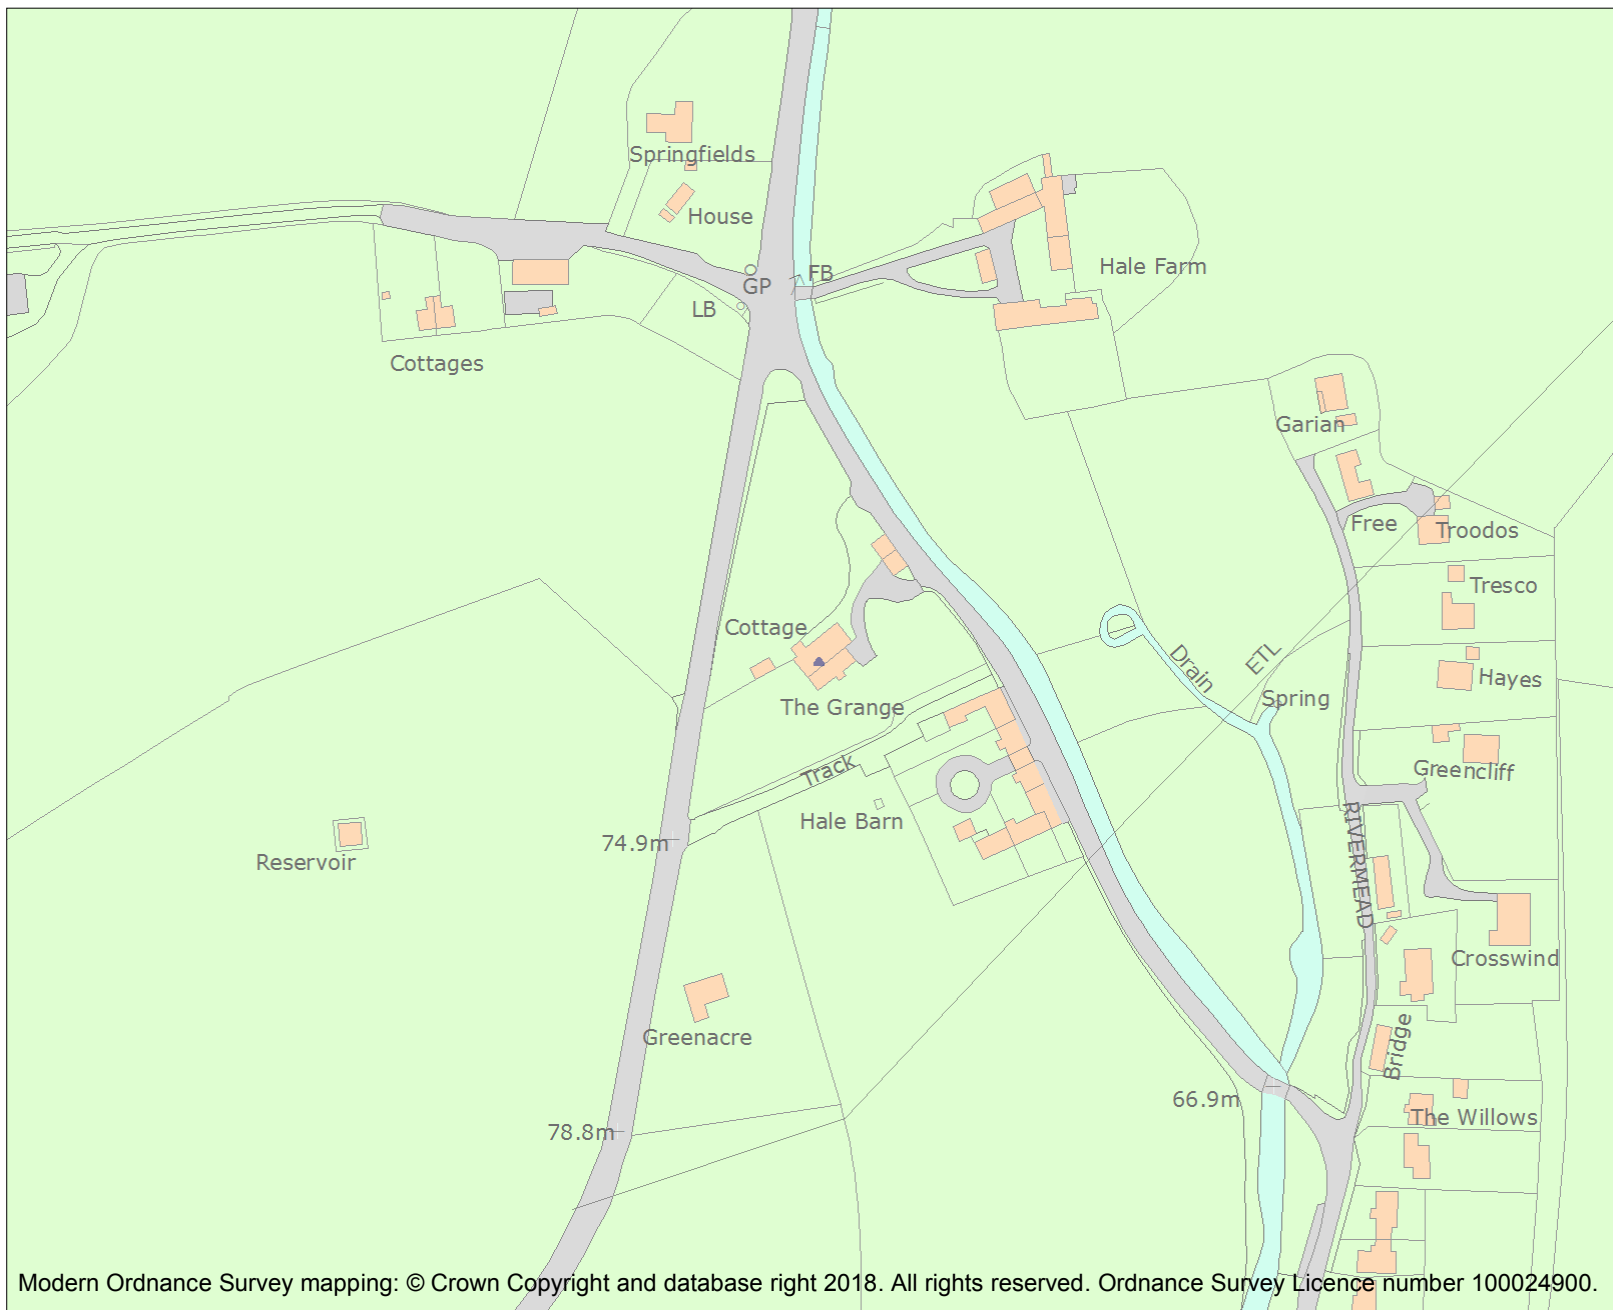 Springfields
House
Hale Farm
FB
GP
LB
Cottages
Garian
Free
Troodos
Tresco
Cottage
Drain
ETL
Hayes
Spring
The Grange
Track
Greencliff
Hale Barn
74.9m
Reservoir
RIVERMEAD
Crosswind
Greenacre
Bridge
66.9m
The Willows
78.8m
Modern Ordnance Survey mapping: © Crown Copyright and database right 2018. All rights reserved. Ordnance Survey Licence number 100024900.